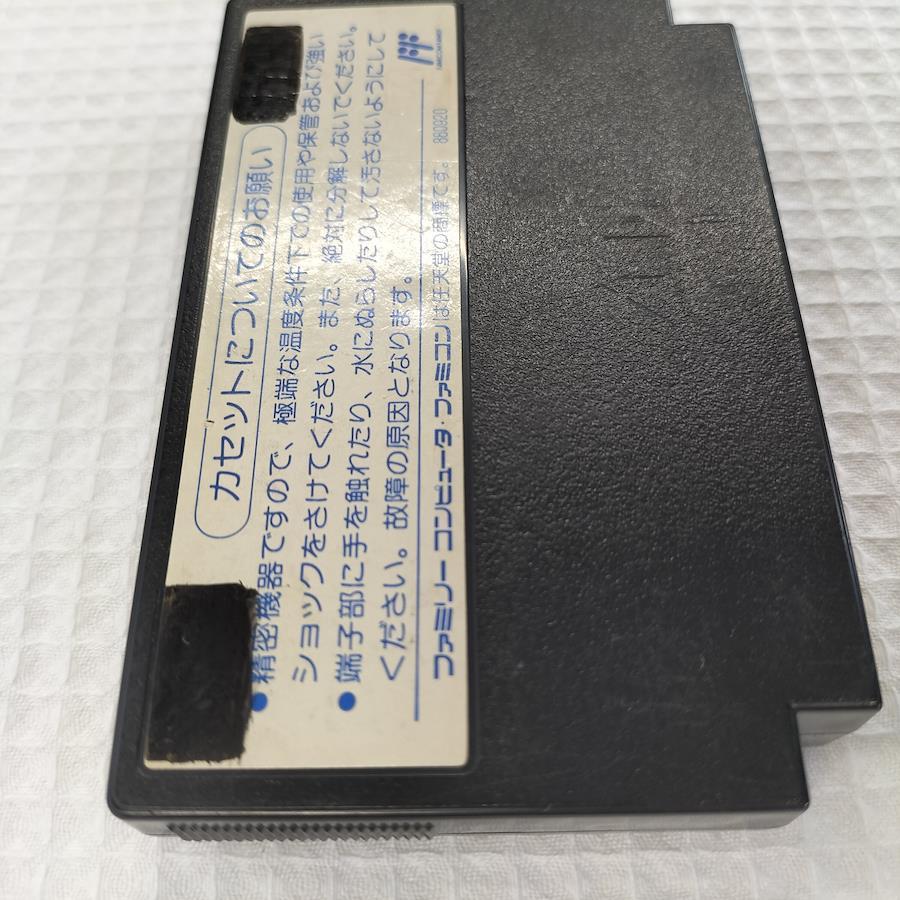 カセットについてのお願い
●精密機器ですので、極端な温度条件下での使用や保管および強い
ショックをさけてください。また、絶対に分解しないでください。
●端子部に手を触れたり、水にぬらしたりして汚さないようにして
ください。故障の原因となります。
ファミリーコンピュータ・ファミコンは任天堂の商標です。 860920